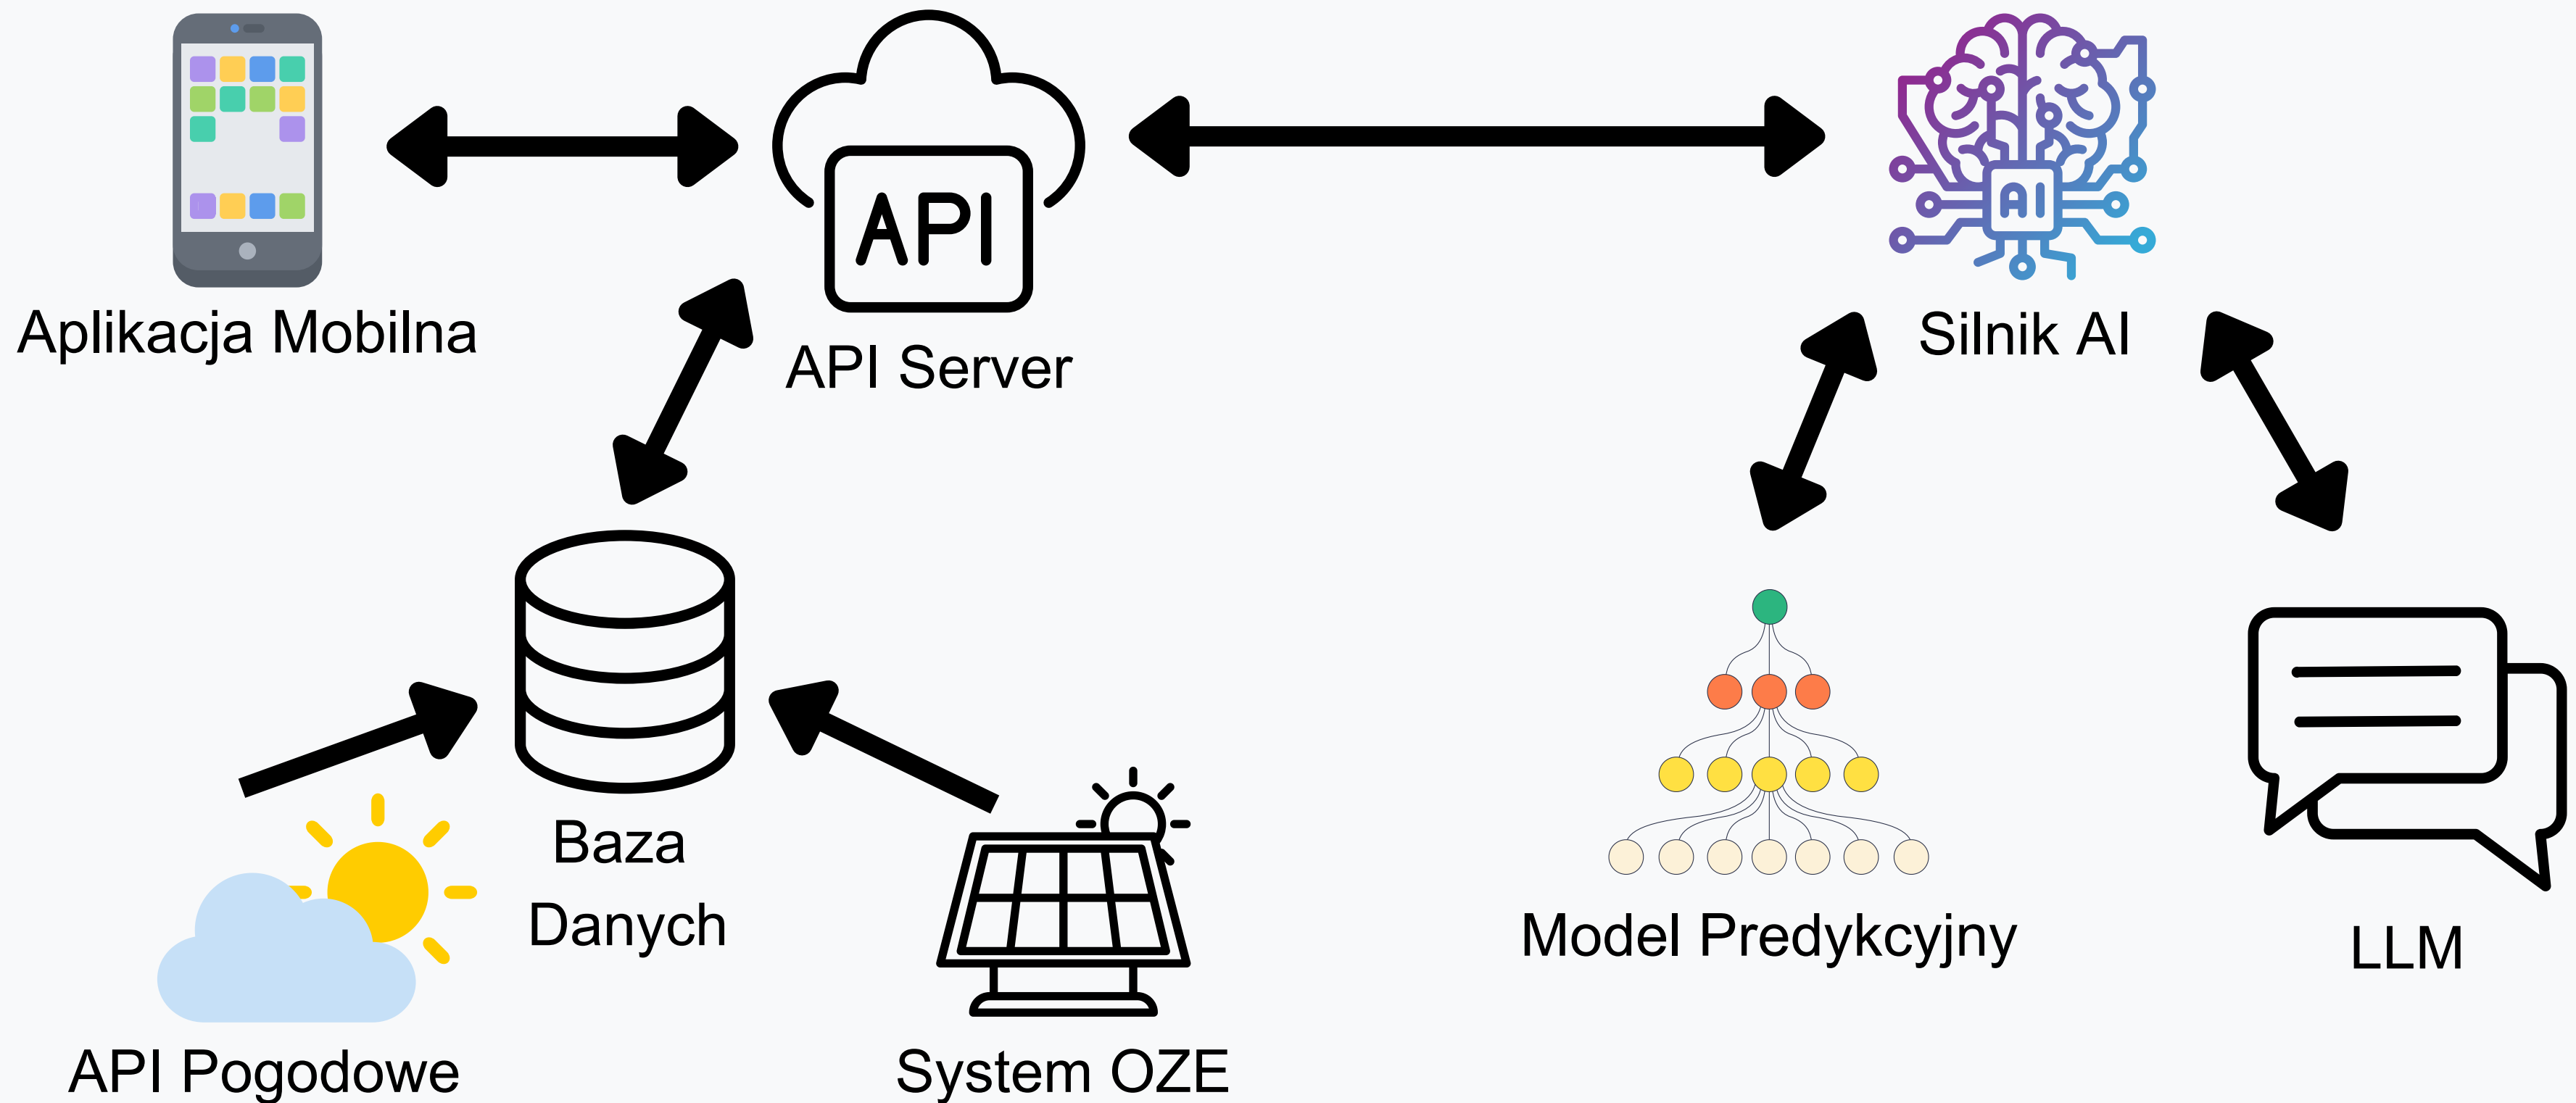 API
AI
Aplikacja Mobilna
API Server
Silnik AI
Baza
Danych
Model Predykcyjny
LLM
API Pogodowe
System OZE